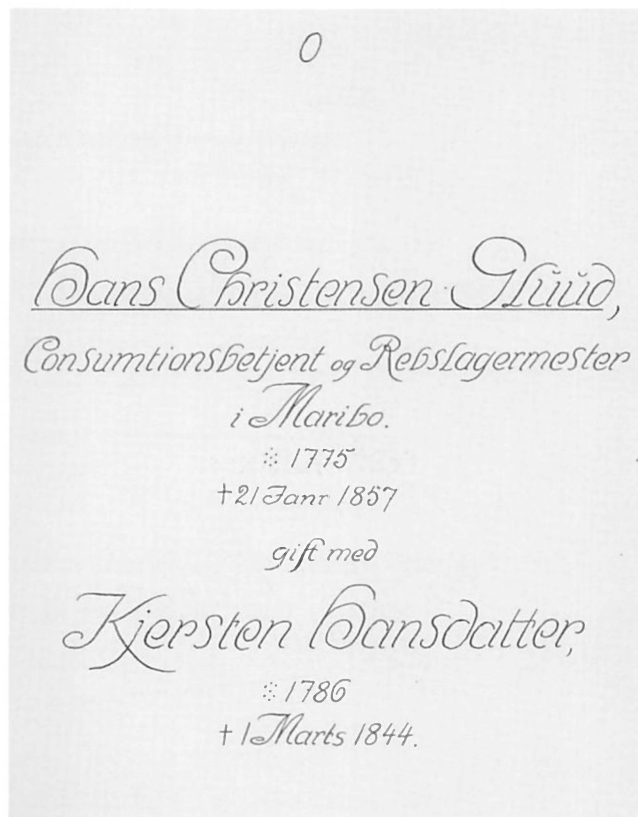 O
Hans Christensen Gluud,
Consumtionsbetjent og Rebslagermester
i Maribo.
※ 1775
†21 Janr 1857
gift med
Kjersten Hansdatter,
※ 1786
†1 Marts 1844.